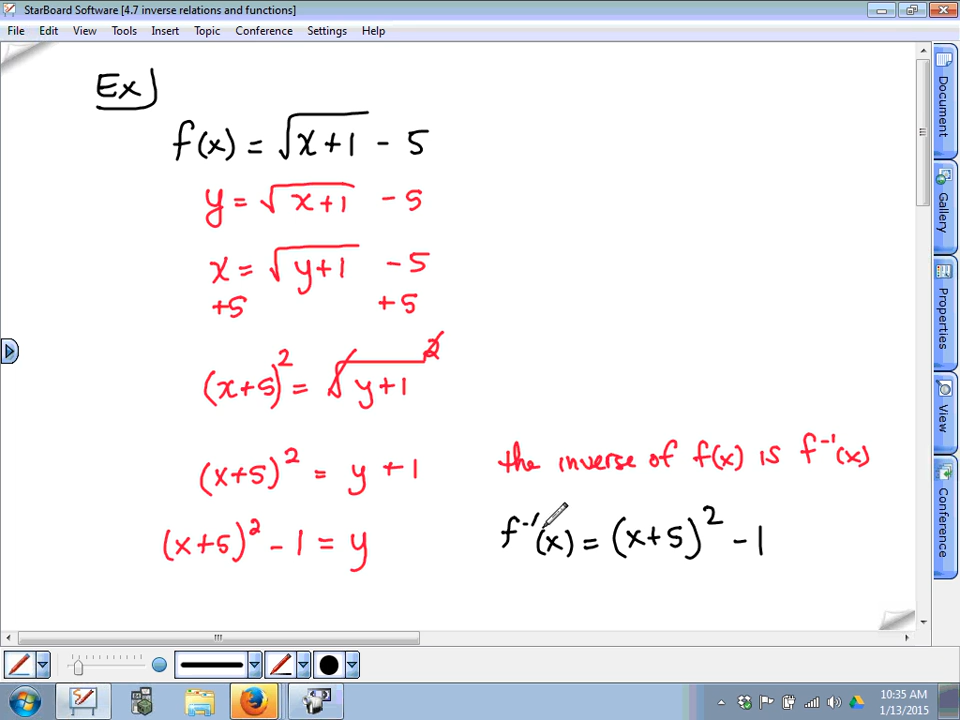 StarBoard Software [4.7 inverse relations and functions]
File Edit View Tools Insert Topic Conference Settings Help
Ex)
f(x) = √(x+1) - 5
y = √(x+1) - 5
x = √(y+1) - 5
+5 +5
(x+5)² = √(y+1)²
(x+5)² = y + 1
(x+5)² - 1 = y
the inverse of f(x) is f⁻¹(x)
f⁻¹(x) = (x+5)² - 1
Document
Gallery
Properties
View
Conference
10:35 AM
1/13/2015